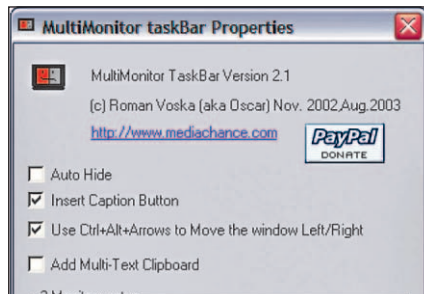 MultiMonitor taskBar Properties
MultiMonitor TaskBar Version 2.1
(c) Roman Voska (aka Oscar) Nov. 2002,Aug.2003
http://www.mediachance.com
PayPal
DONATE
Auto Hide
Insert Caption Button
Use Ctrl+Alt+Arrows to Move the window Left/Right
Add Multi-Text Clipboard